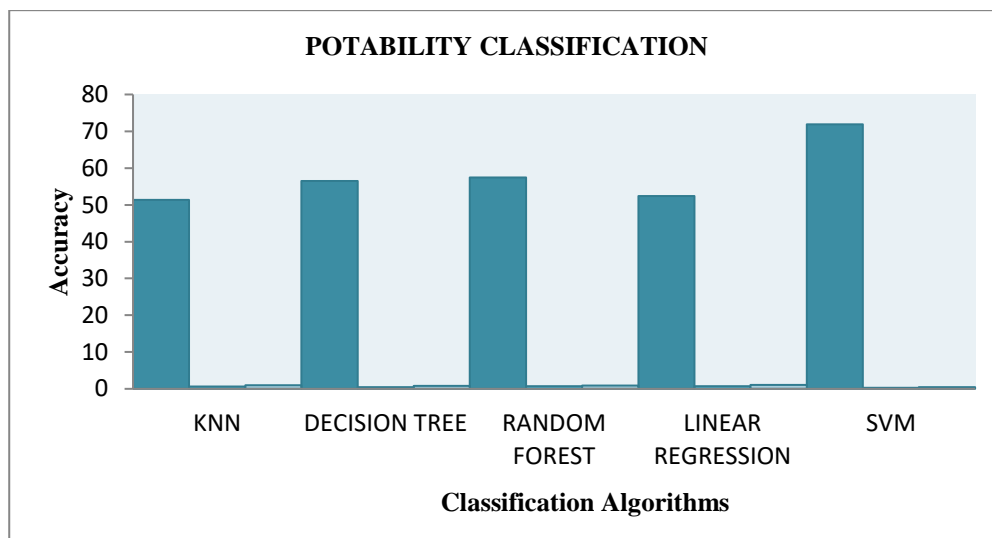 POTABILITY CLASSIFICATION
80
70
60
50
40
30
20
10
0
Accuracy
KNN DECISION TREE RANDOM FOREST LINEAR REGRESSION SVM
Classification Algorithms